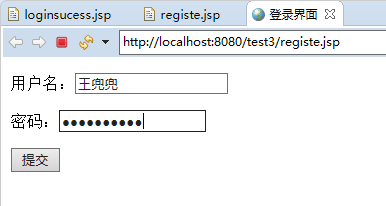 loginsucess.jsp registe.jsp 登录界面
http://localhost:8080/test3/registe.jsp
用户名：王兜兜
密码：●●●●●●●●●●
提交